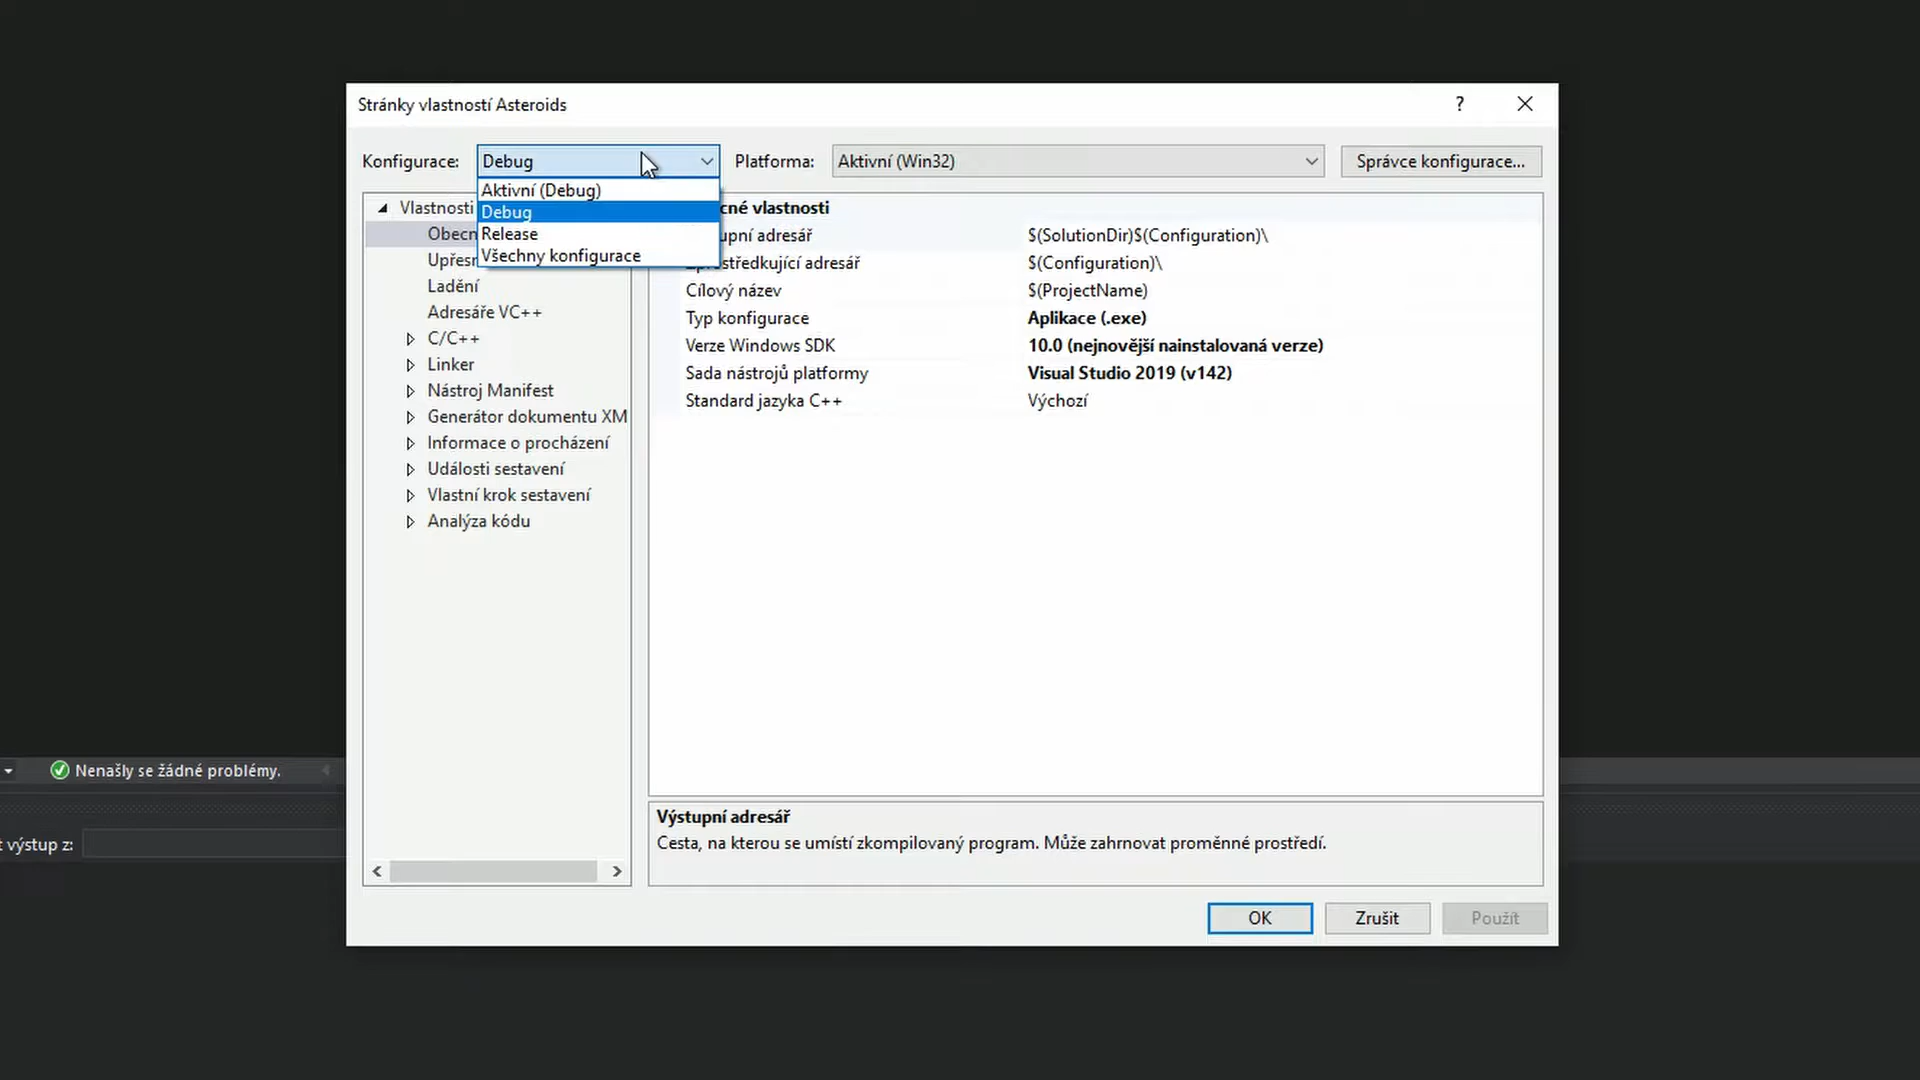 Stránky vlastností Asteroids
?
Konfigurace:
Debug
Platforma:
Aktivní (Win32)
Správce konfigurace...
Aktivní (Debug)
Debug
Release
Všechny konfigurace
Vlastnosti
Obecn
Upřesn
Ladění
Adresáře VC++
C/C++
Linker
Nástroj Manifest
Generátor dokumentu XM
Informace o procházení
Události sestavení
Vlastní krok sestavení
Analýza kódu
cné vlastnosti
upní adresář $(SolutionDir)$(Configuration)\
Zprostředkující adresář $(Configuration)\
Cílový název $(ProjectName)
Typ konfigurace Aplikace (.exe)
Verze Windows SDK 10.0 (nejnovější nainstalovaná verze)
Sada nástrojů platformy Visual Studio 2019 (v142)
Standard jazyka C++ Výchozí
Výstupní adresář
Cesta, na kterou se umístí zkompilovaný program. Může zahrnovat proměnné prostředí.
OK
Zrušit
Použít
Nenašly se žádné problémy.
t výstup z: